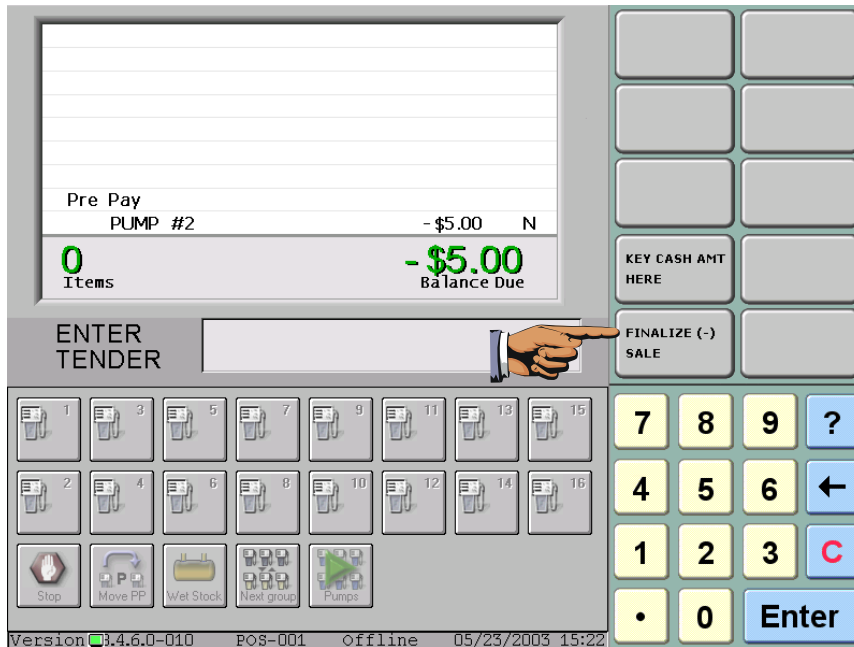 Pre Pay
PUMP #2 -$5.00 N
0 -$5.00
Items Balance Due
KEY CASH AMT
HERE
ENTER
TENDER
FINALIZE (-)
SALE
1 3 5 7 9 11 13 15
2 4 6 8 10 12 14 16
P
Stop Move PP Wet Stock Next group Pumps
7 8 9 ?
4 5 6 ←
1 2 3 C
• 0 Enter
Version 3.4.6.0-010 POS-001 Offline 05/23/2003 15:22